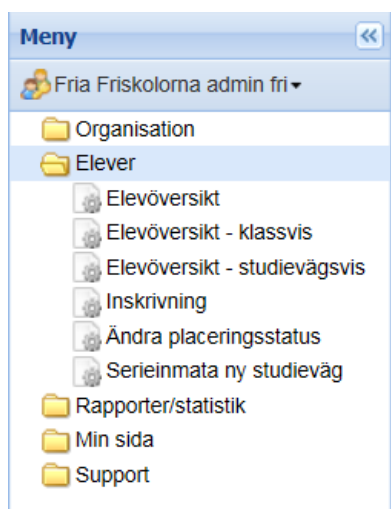 Meny
Fria Friskolorna admin fri
Organisation
Elever
Elevöversikt
Elevöversikt - klassvis
Elevöversikt - studievägsvis
Inskrivning
Ändra placeringsstatus
Serieinmata ny studieväg
Rapporter/statistik
Min sida
Support